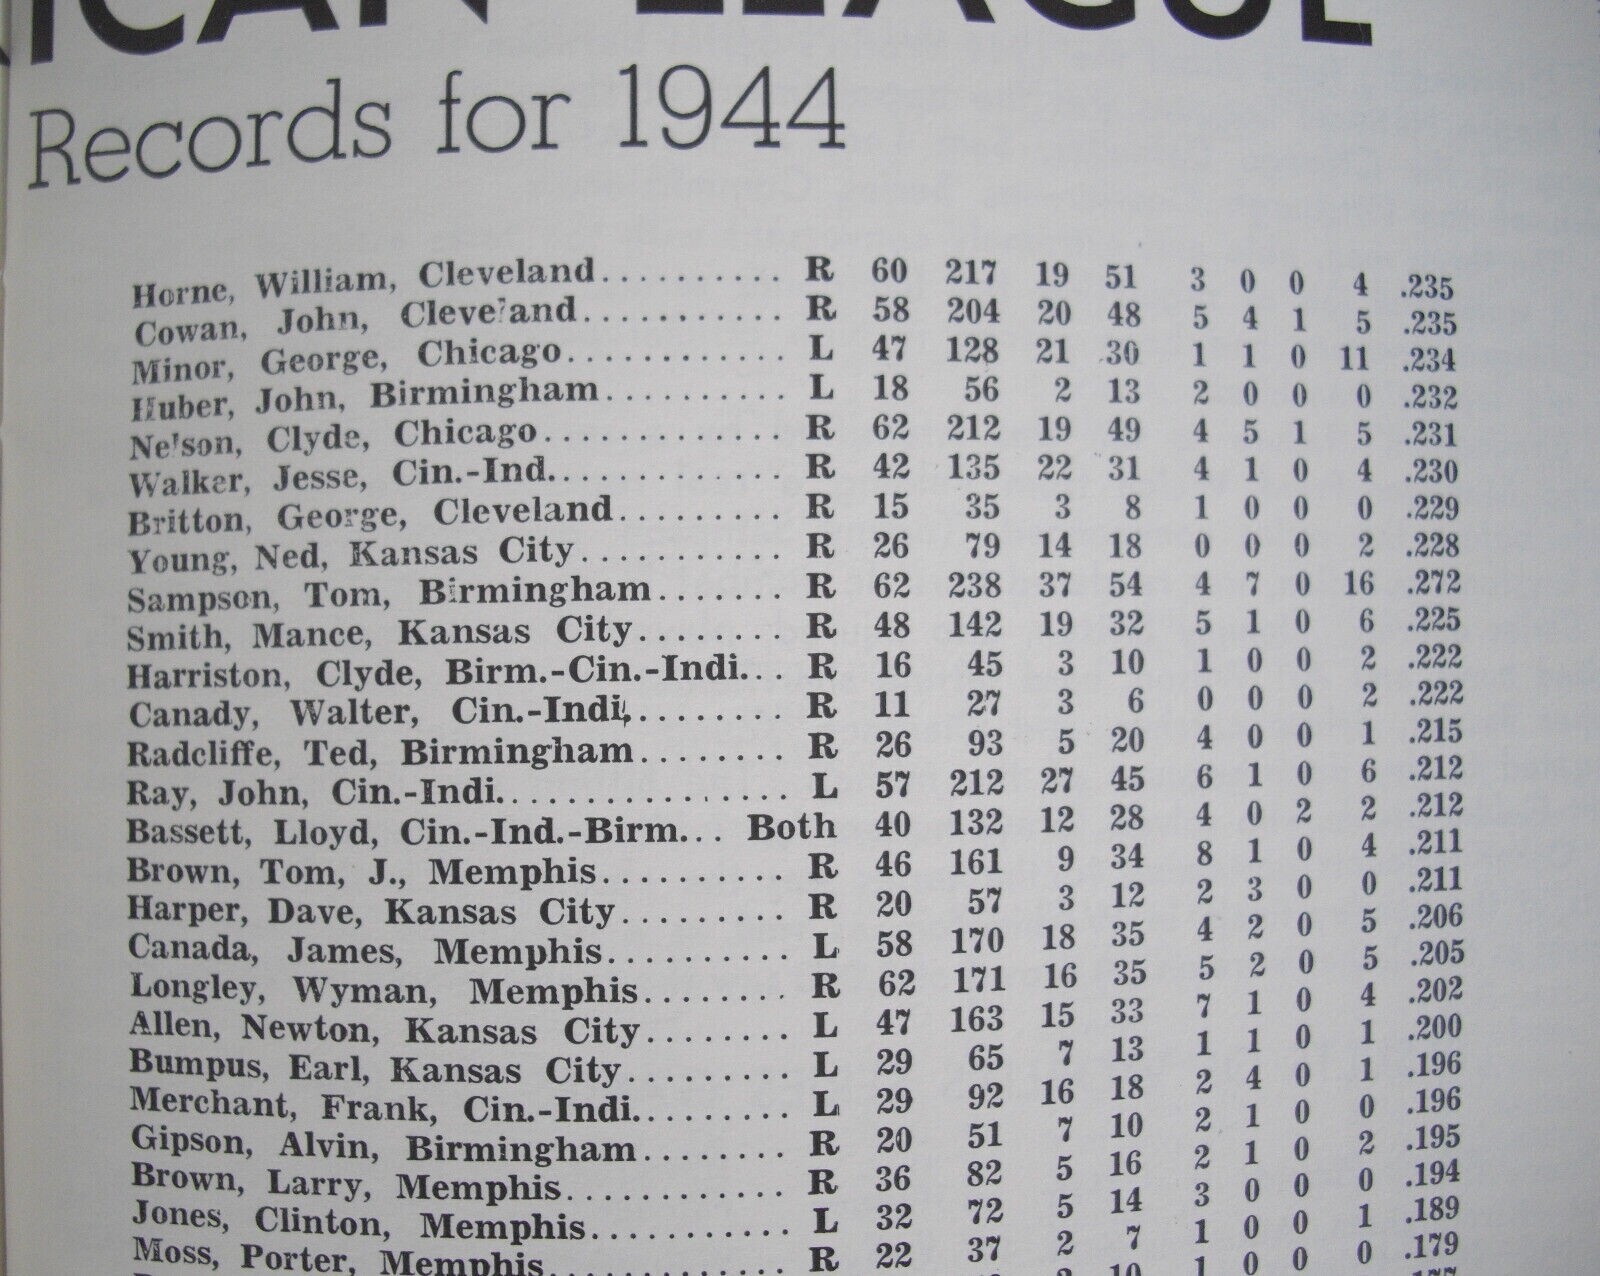 Records for 1944
Horne, William, Cleveland.......... R 60 217 19 51 3 0 0 4 .235
Cowan, John, Cleveland........... R 58 204 20 48 5 4 1 5 .235
Minor, George, Chicago............ L 47 128 21 30 1 1 0 11 .234
Huber, John, Birmingham.......... L 18 56 2 13 2 0 0 0 .232
Nelson, Clyde, Chicago............. R 62 212 19 49 4 5 1 5 .231
Walker, Jesse, Cin.-Ind............. R 42 135 22 31 4 1 0 4 .230
Britton, George, Cleveland......... R 15 35 3 8 1 0 0 0 .229
Young, Ned, Kansas City........... R 26 79 14 18 0 0 0 2 .228
Sampson, Tom, Birmingham....... R 62 238 37 54 4 7 0 16 .272
Smith, Mance, Kansas City........ R 48 142 19 32 5 1 0 6 .225
Harriston, Clyde, Birm.-Cin.-Indi... R 16 45 3 10 1 0 0 2 .222
Canady, Walter, Cin.-Indi......... R 11 27 3 6 0 0 0 2 .222
Radcliffe, Ted, Birmingham........ R 26 93 5 20 4 0 0 1 .215
Ray, John, Cin.-Indi................ L 57 212 27 45 6 1 0 6 .212
Bassett, Lloyd, Cin.-Ind.-Birm... Both 40 132 12 28 4 0 2 2 .212
Brown, Tom, J., Memphis.......... R 46 161 9 34 8 1 0 4 .211
Harper, Dave, Kansas City......... R 20 57 3 12 2 3 0 0 .211
Canada, James, Memphis.......... L 58 170 18 35 4 2 0 5 .206
Longley, Wyman, Memphis........ R 62 171 16 35 5 2 0 5 .205
Allen, Newton, Kansas City........ L 47 163 15 33 7 1 0 4 .202
Bumpus, Earl, Kansas City......... L 29 65 7 13 1 1 0 1 .200
Merchant, Frank, Cin.-Indi......... L 29 92 16 18 2 4 0 1 .196
Gipson, Alvin, Birmingham........ R 20 51 7 10 2 1 0 0 .196
Brown, Larry, Memphis............ R 36 82 5 16 2 1 0 2 .195
Jones, Clinton, Memphis........... L 32 72 5 14 3 0 0 0 .194
Moss, Porter, Memphis............. R 22 37 2 7 1 0 0 1 .189
10 1 0 0 0 .179